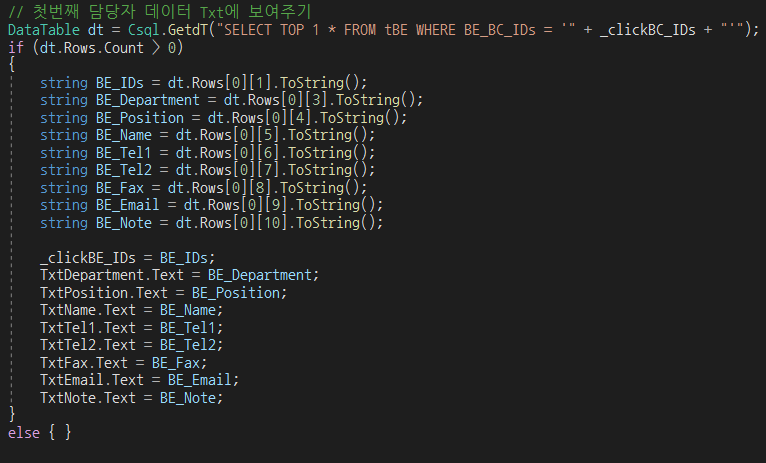 // 첫번째 담당자 데이터 Txt에 보여주기
DataTable dt = Csql.GetdT("SELECT TOP 1 * FROM tBE WHERE BE_BC_IDs = '" + _clickBC_IDs + "'");
if (dt.Rows.Count > 0)
{
    string BE_IDs = dt.Rows[0][1].ToString();
    string BE_Department = dt.Rows[0][3].ToString();
    string BE_Position = dt.Rows[0][4].ToString();
    string BE_Name = dt.Rows[0][5].ToString();
    string BE_Tel1 = dt.Rows[0][6].ToString();
    string BE_Tel2 = dt.Rows[0][7].ToString();
    string BE_Fax = dt.Rows[0][8].ToString();
    string BE_Email = dt.Rows[0][9].ToString();
    string BE_Note = dt.Rows[0][10].ToString();

    _clickBE_IDs = BE_IDs;
    TxtDepartment.Text = BE_Department;
    TxtPosition.Text = BE_Position;
    TxtName.Text = BE_Name;
    TxtTel1.Text = BE_Tel1;
    TxtTel2.Text = BE_Tel2;
    TxtFax.Text = BE_Fax;
    TxtEmail.Text = BE_Email;
    TxtNote.Text = BE_Note;
}
else { }